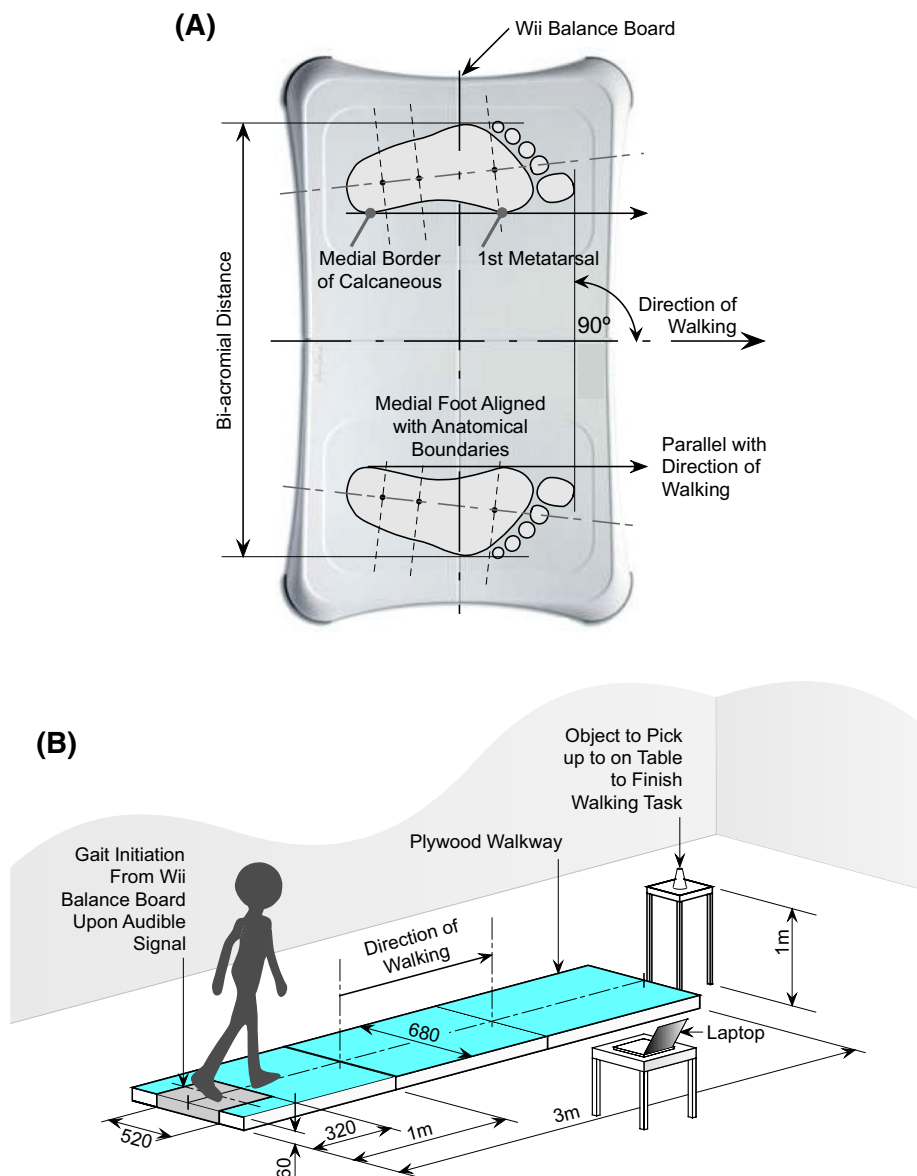 (A)
Wii Balance Board
Medial Border
of Calcaneous
1st Metatarsal
Bi-acromial Distance
Direction of
Walking
90º
Medial Foot Aligned
with Anatomical
Boundaries
Parallel with
Direction of
Walking
(B)
Object to Pick
up to on Table
to Finish
Walking Task
Gait Initiation
From Wii
Balance Board
Upon Audible
Signal
Plywood Walkway
Direction of
Walking
1m
680
Laptop
520
320
1m
3m
60